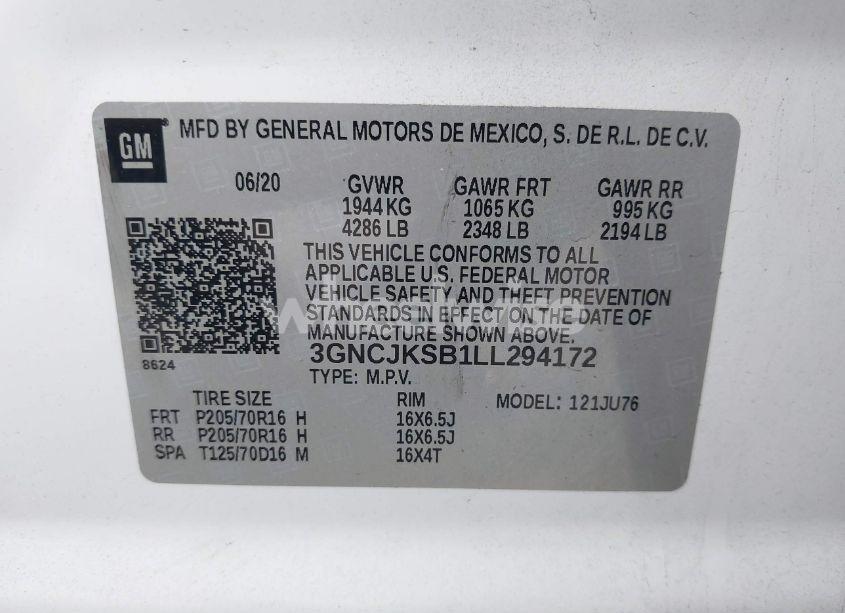 GM® MFD BY GENERAL MOTORS DE MEXICO, S. DE R.L. DE C.V.
06/20 GVWR GAWR FRT GAWR RR
1944 KG 1065 KG 995 KG
4286 LB 2348 LB 2194 LB
THIS VEHICLE CONFORMS TO ALL
APPLICABLE U.S. FEDERAL MOTOR
VEHICLE SAFETY AND THEFT PREVENTION
STANDARDS IN EFFECT ON THE DATE OF
MANUFACTURE SHOWN ABOVE.
3GNCJKSB1LL294172
8624
TYPE: M.P.V.
TIRE SIZE RIM MODEL: 121JU76
FRT P205/70R16 H 16X6.5J
RR P205/70R16 H 16X6.5J
SPA T125/70D16 M 16X4T